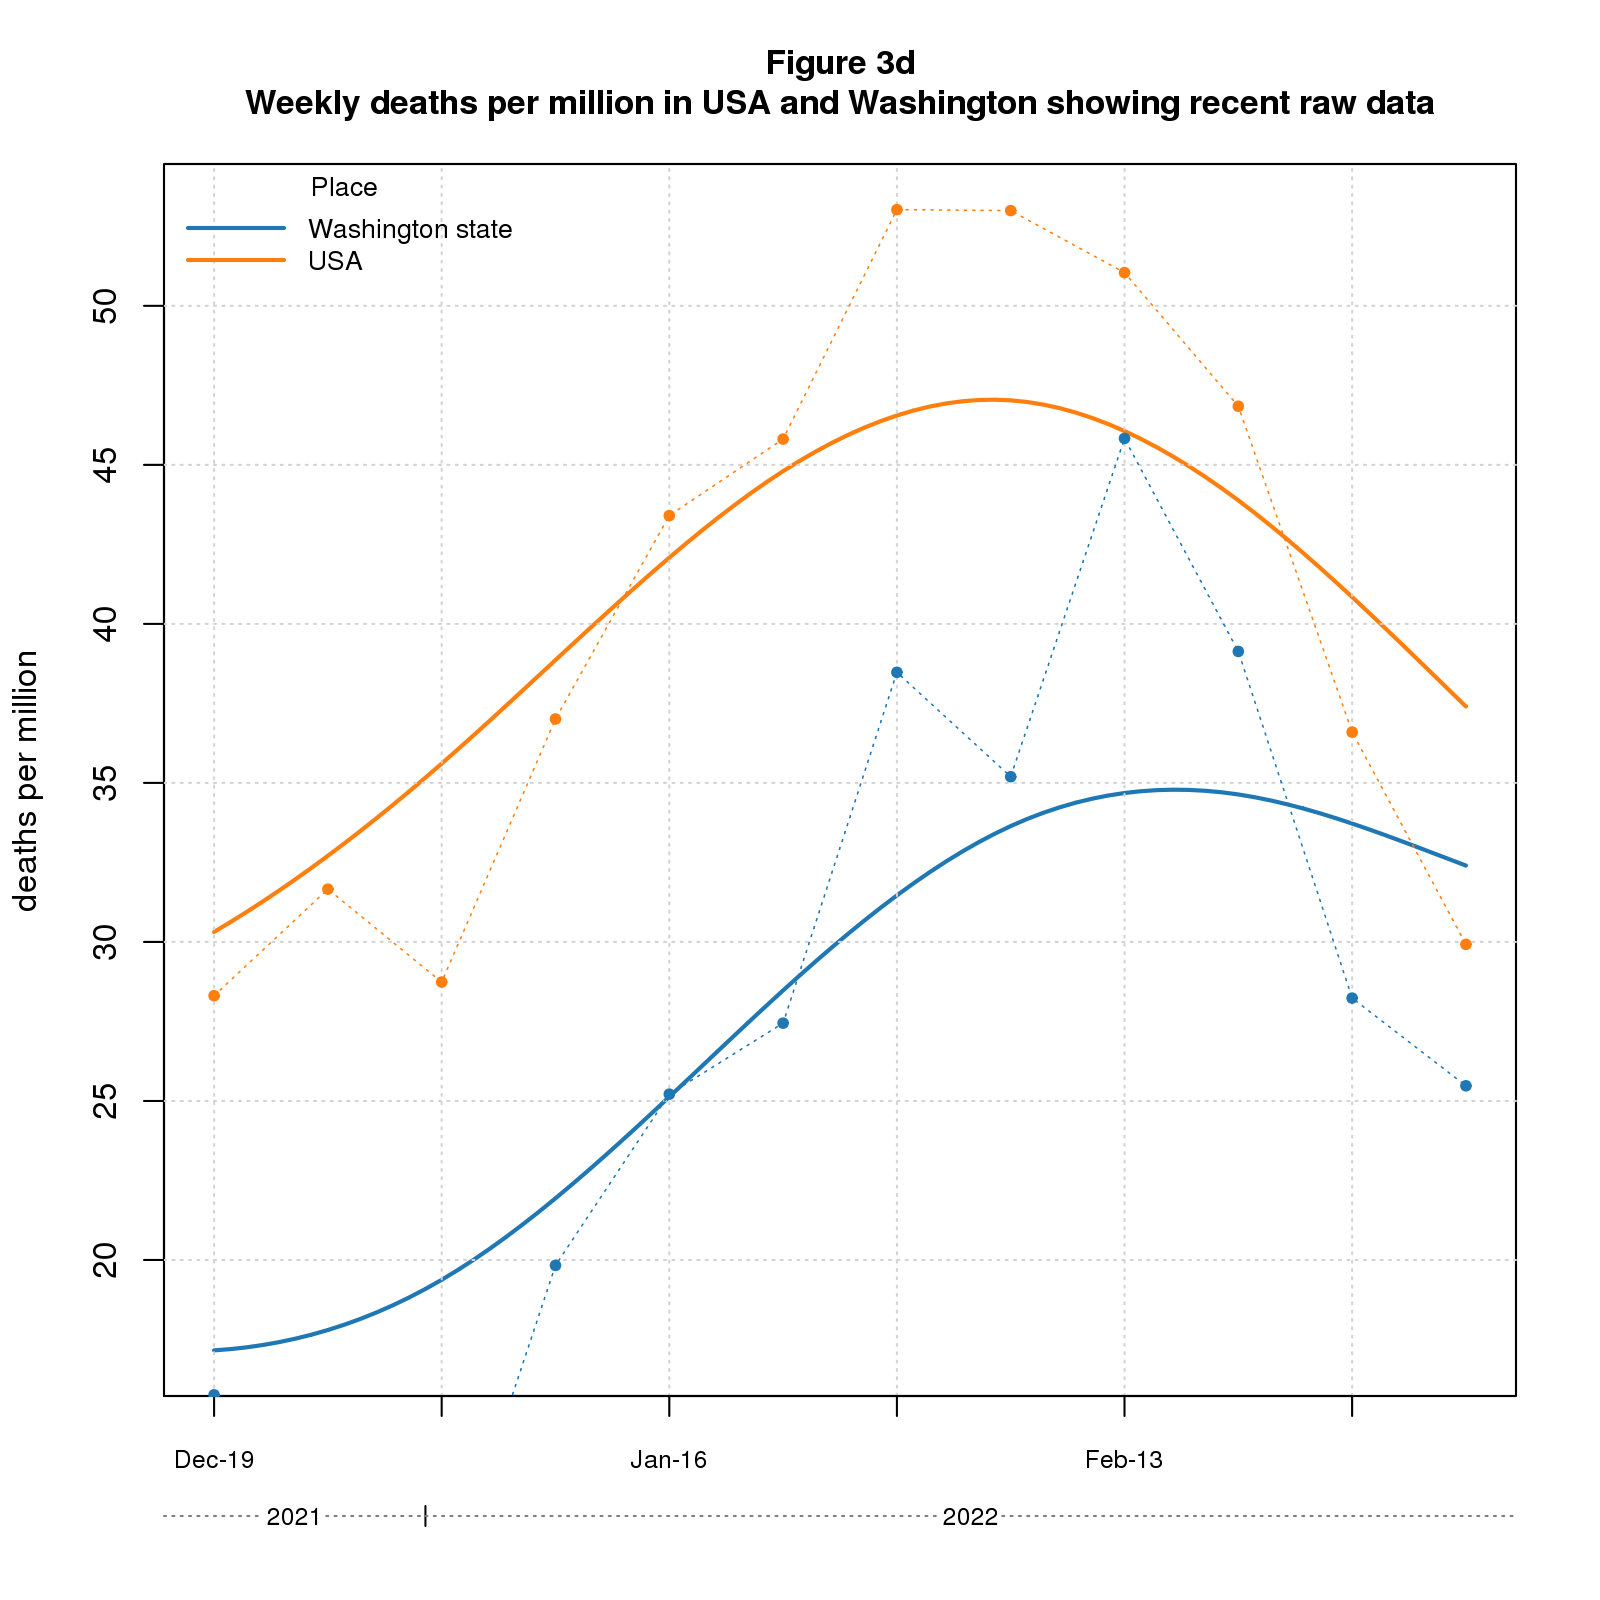 Figure 3d
Weekly deaths per million in USA and Washington showing recent raw data
Place
Washington state
USA
deaths per million
50
45
40
35
30
25
20
Dec-19 Jan-16 Feb-13
2021 2022